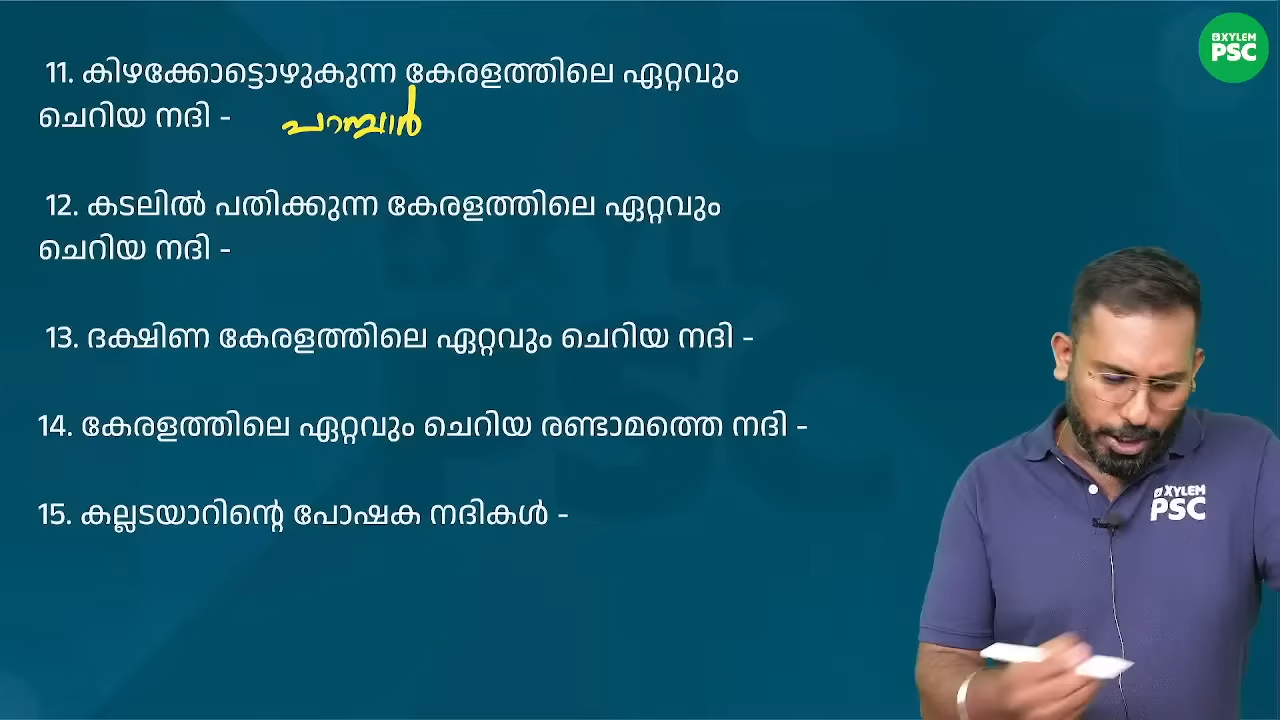 XYLEM
PSC
11. കിഴക്കോട്ടൊഴുകുന്ന കേരളത്തിലെ ഏറ്റവും
ചെറിയ നദി - പാമ്പാർ
12. കടലിൽ പതിക്കുന്ന കേരളത്തിലെ ഏറ്റവും
ചെറിയ നദി -
13. ദക്ഷിണ കേരളത്തിലെ ഏറ്റവും ചെറിയ നദി -
14. കേരളത്തിലെ ഏറ്റവും ചെറിയ രണ്ടാമത്തെ നദി -
15. കല്ലടയാറിന്റെ പോഷക നദികൾ -
XYLEM
PSC